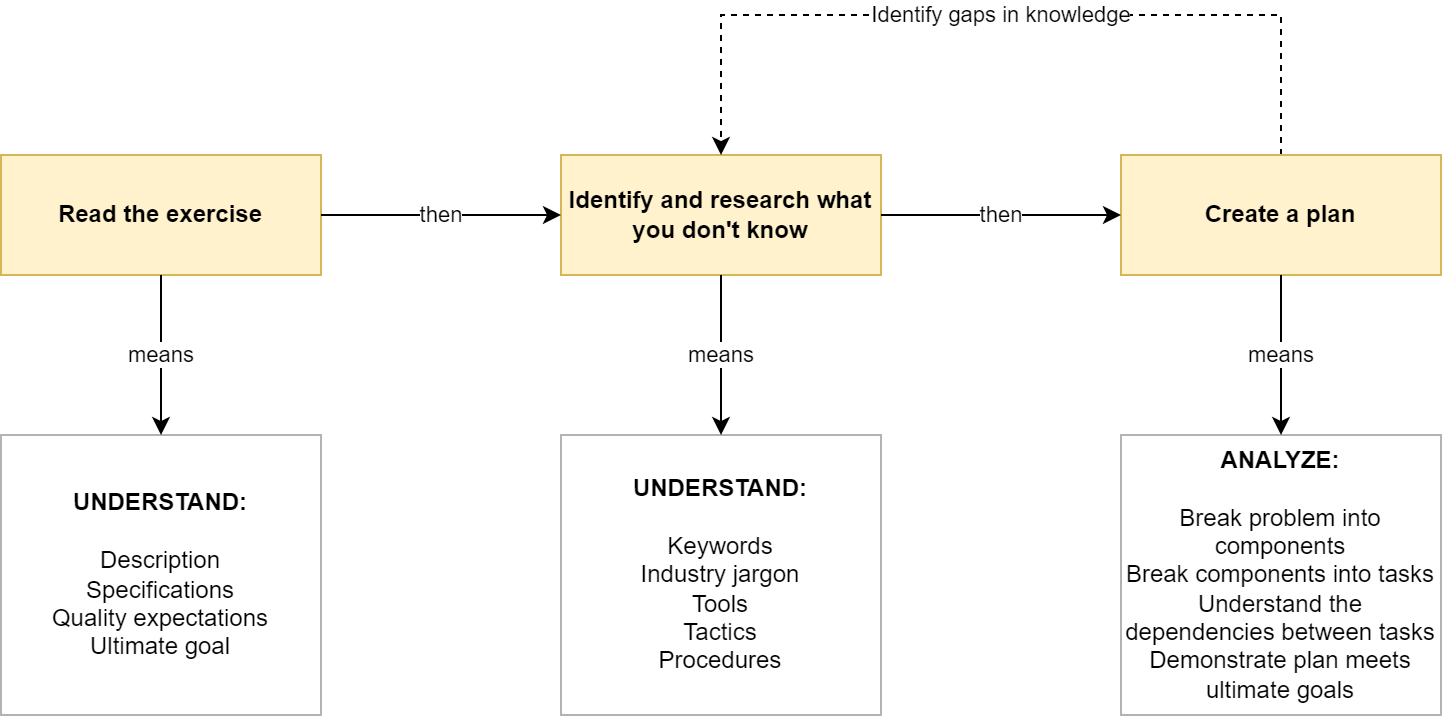 Identify gaps in knowledge
Read the exercise
then
Identify and research what
you don't know
then
Create a plan
means
means
means
UNDERSTAND:
Description
Specifications
Quality expectations
Ultimate goal
UNDERSTAND:
Keywords
Industry jargon
Tools
Tactics
Procedures
ANALYZE:
Break problem into
components
Break components into tasks
Understand the
dependencies between tasks
Demonstrate plan meets
ultimate goals